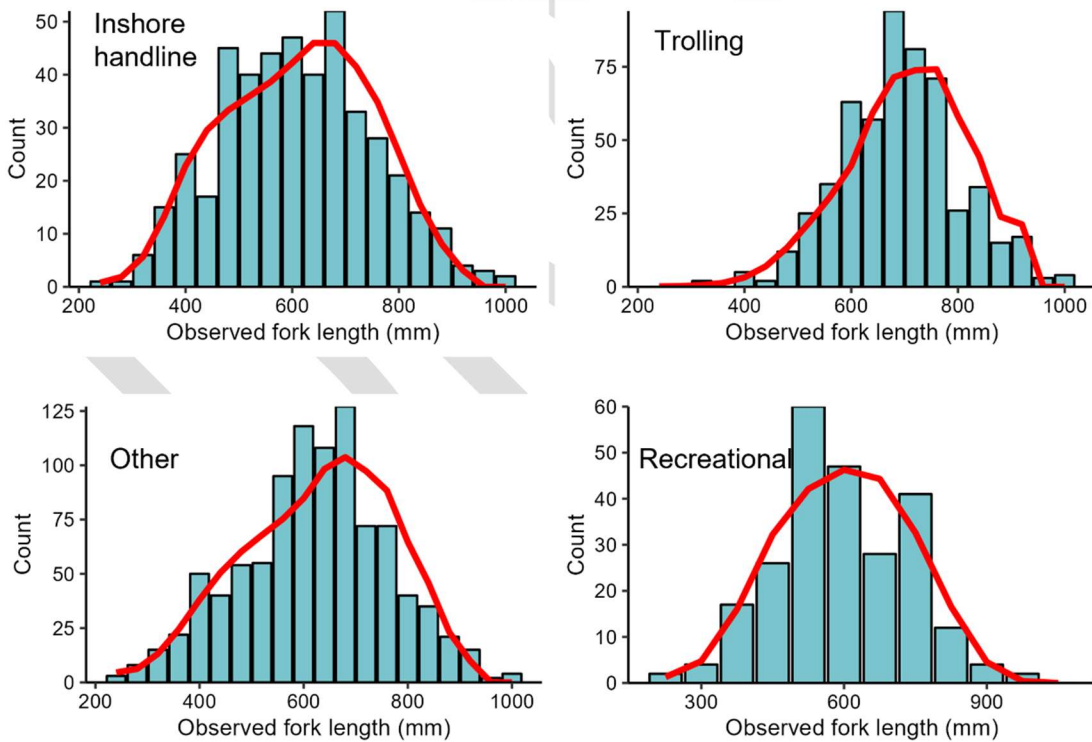 Inshore
handline
Count
50
40
30
20
10
0
200 400 600 800 1000
Observed fork length (mm)
Trolling
Count
75
50
25
0
200 400 600 800 1000
Observed fork length (mm)
Other
Count
125
100
75
50
25
0
200 400 600 800 1000
Observed fork length (mm)
Recreational
Count
60
50
40
30
20
10
0
300 600 900
Observed fork length (mm)